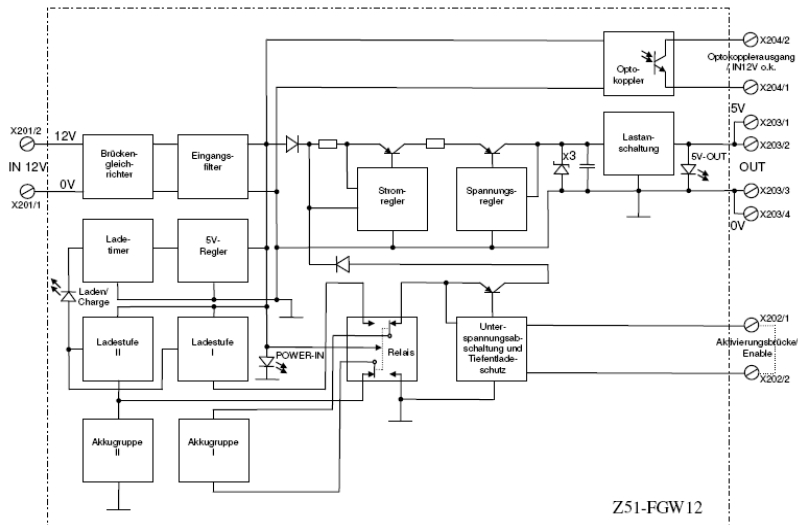 X204/2
Optokopplerausgang
/ IN12V o.k.
X204/1
Opto-
koppler
5V
X203/1
X203/2
OUT
X203/3
X203/4
0V
X201/2
12V
IN 12V
0V
X201/1
Brücken-
gleich-
richter
Eingangs-
filter
Strom-
regler
Spannungs-
regler
x3
Lastan-
schaltung
5V-OUT
Lade-
timer
5V-
Regler
Laden/
Charge
Ladestufe
II
Ladestufe
I
POWER-IN
Relais
Unter-
spannungsab-
schaltung und
Tiefentlade-
schutz
X202/1
Aktivierungsbrücke/
Enable
X202/2
Akkugruppe
II
Akkugruppe
I
Z51-FGW12